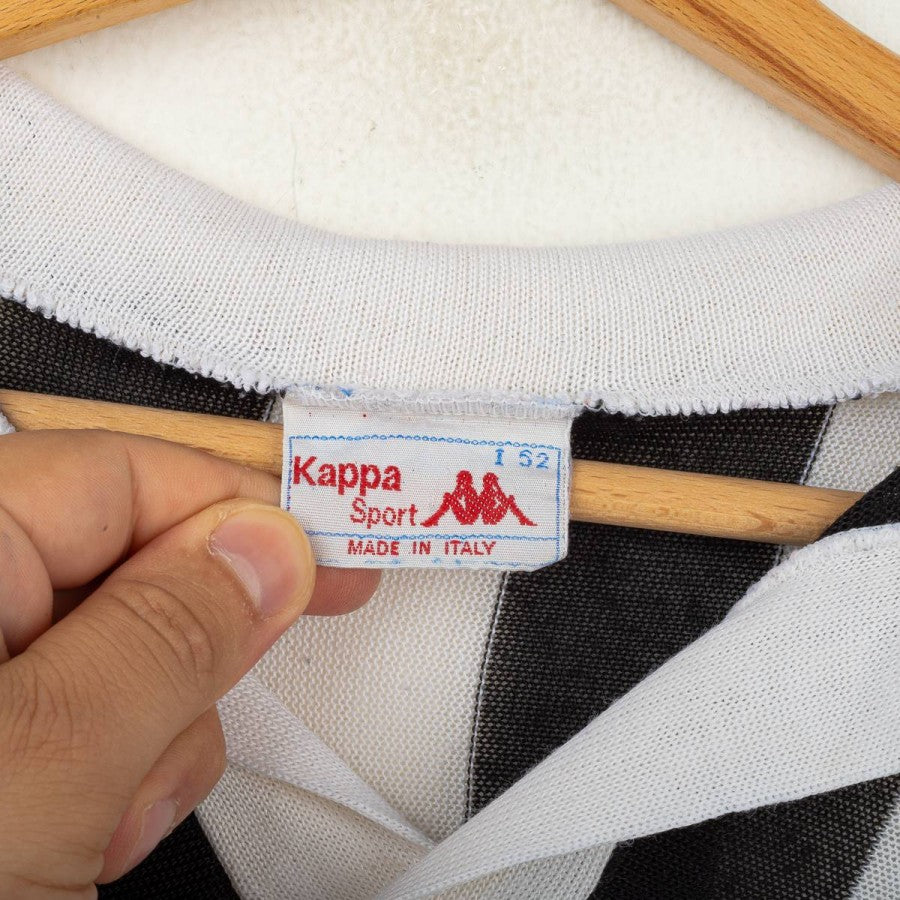 I 52
Kappa
Sport
MADE IN ITALY